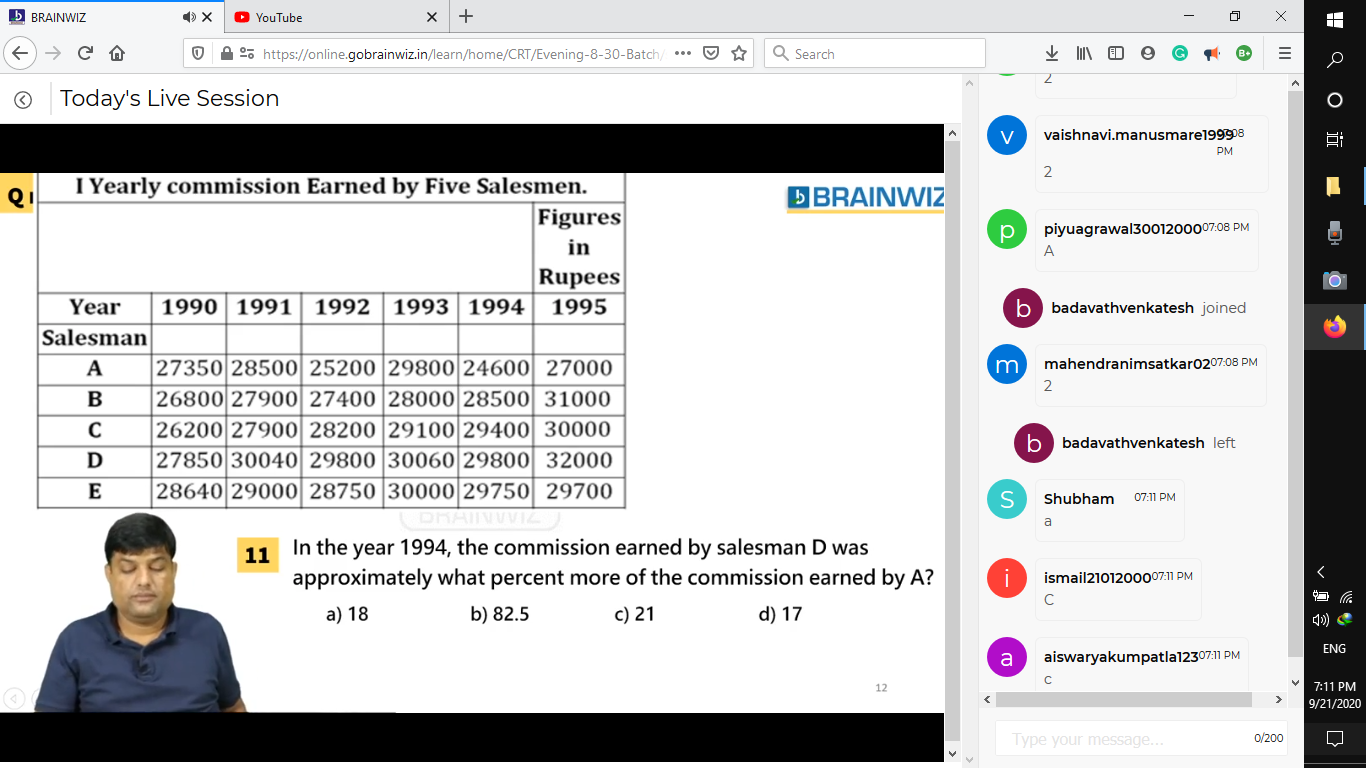 BRAINWIZ
YouTube
https://online.gobrainwiz.in/learn/home/CRT/Evening-8-30-Batch/
Search
Today's Live Session
Q
BRAINWIZ
I Yearly commission Earned by Five Salesmen.
Figures in Rupees
Year 1990 1991 1992 1993 1994 1995
Salesman
A 27350 28500 25200 29800 24600 27000
B 26800 27900 27400 28000 28500 31000
C 26200 27900 28200 29100 29400 30000
D 27850 30040 29800 30060 29800 32000
E 28640 29000 28750 30000 29750 29700
BRAINWIZ
11 In the year 1994, the commission earned by salesman D was
approximately what percent more of the commission earned by A?
a) 18 b) 82.5 c) 21 d) 17
12
2
v vaishnavi.manusmare1999 07:08 PM
2
p piyuagrawal30012000 07:08 PM
A
b badavathvenkatesh joined
m mahendranimsatkar02 07:08 PM
2
b badavathvenkatesh left
S Shubham 07:11 PM
a
i ismail21012000 07:11 PM
C
a aiswaryakumpatla123 07:11 PM
c
Type your message...
0/200
ENG
7:11 PM
9/21/2020